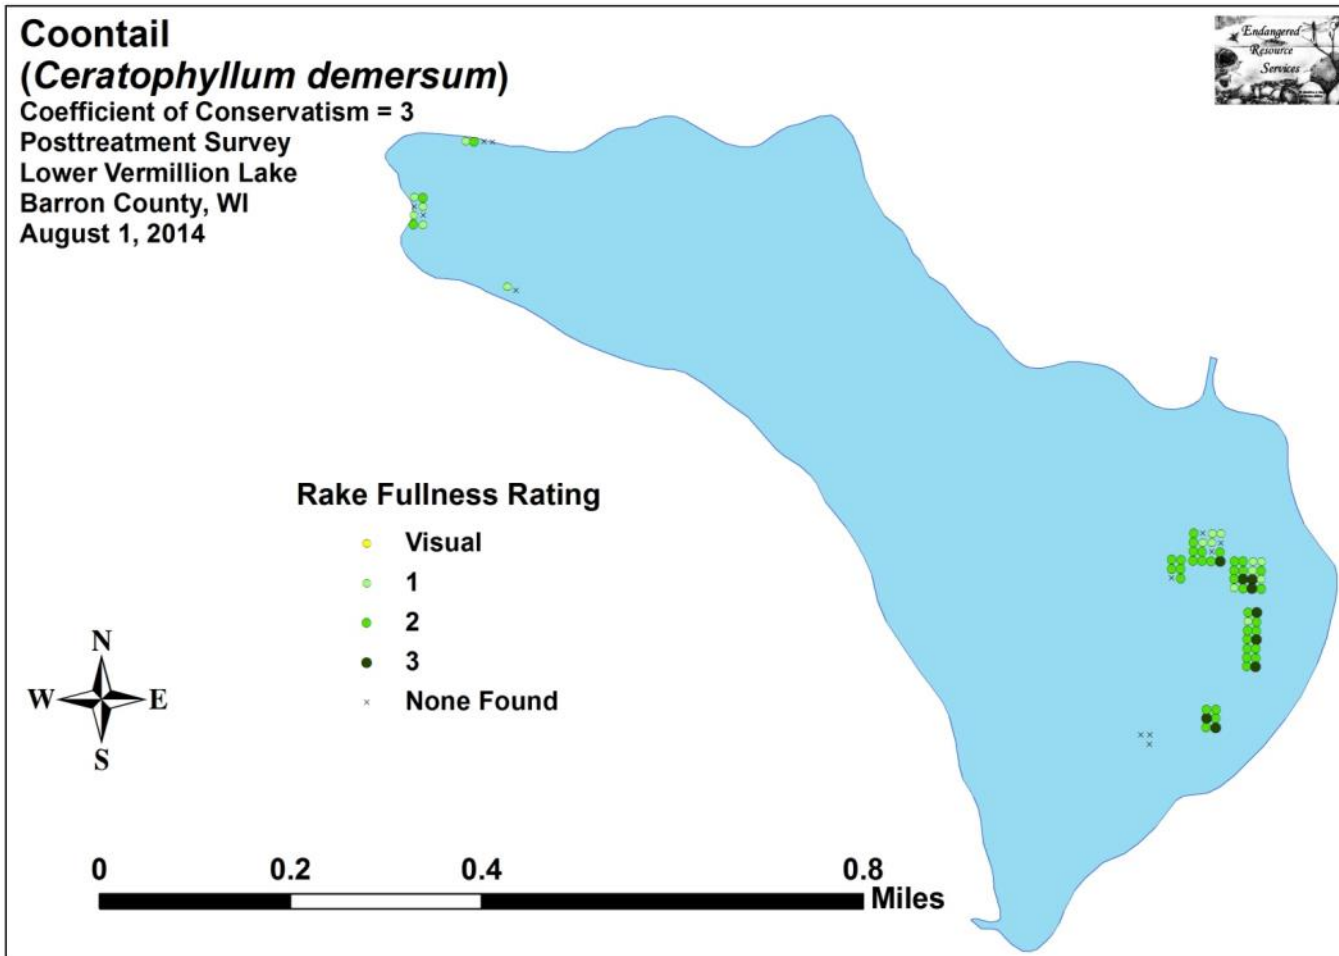 Coontail
(Ceratophyllum demersum)
Coefficient of Conservatism = 3
Posttreatment Survey
Lower Vermillion Lake
Barron County, WI
August 1, 2014
Endangered
Resource
Services
Rake Fullness Rating
Visual
1
2
3
None Found
N
W E
S
0 0.2 0.4 0.8
Miles